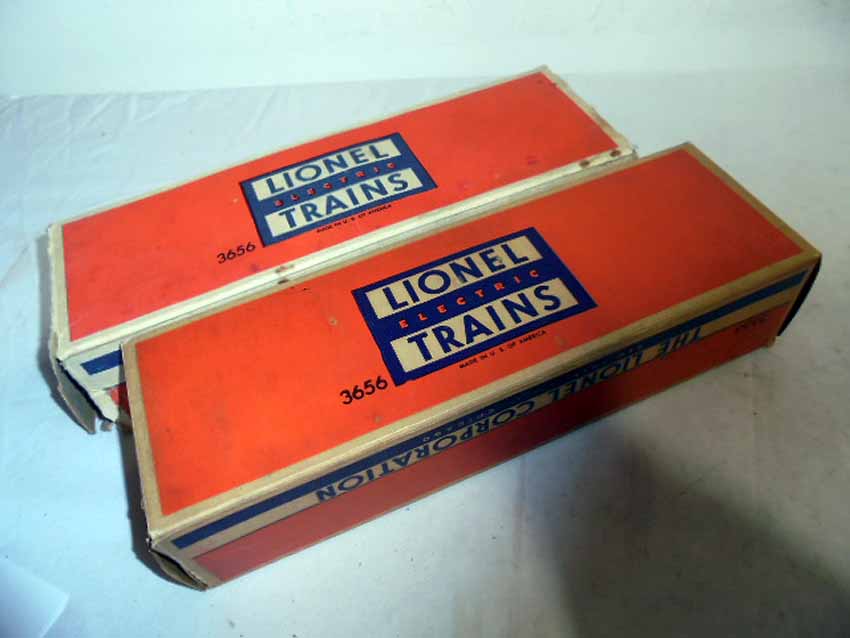 LIONEL
ELECTRIC
TRAINS
MADE IN U. S. OF AMERICA
3656
LIONEL
ELECTRIC
TRAINS
MADE IN U. S. OF AMERICA
3656
THE LIONEL CORPORATION
CHICAGO